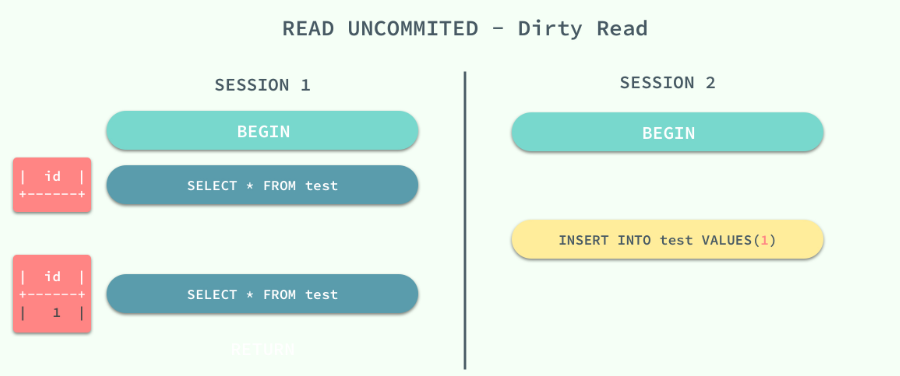 READ UNCOMMITED - Dirty Read
SESSION 1
SESSION 2
BEGIN
BEGIN
| id |
+------+
SELECT * FROM test
INSERT INTO test VALUES(1)
| id |
+------+
| 1 |
SELECT * FROM test
RETURN